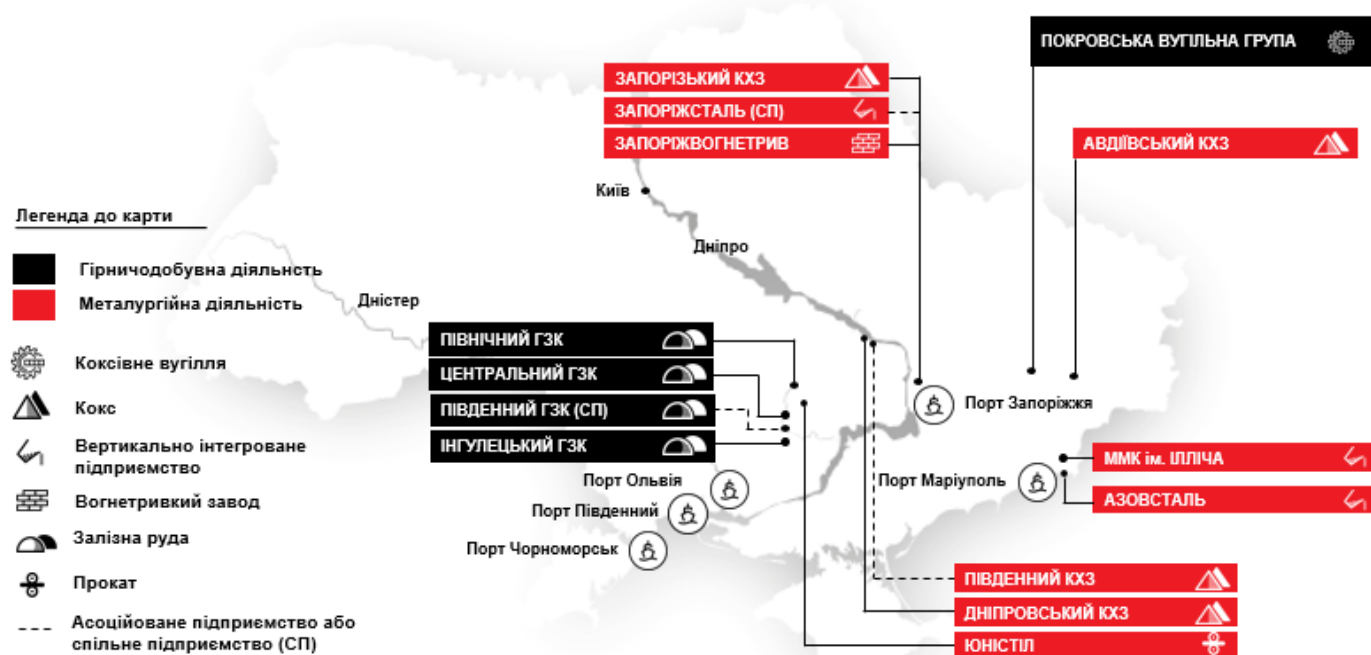 ПОКРОВСЬКА ВУГІЛЬНА ГРУПА
ЗАПОРІЗЬКИЙ КХЗ
ЗАПОРІЖСТАЛЬ (СП)
ЗАПОРІЖВОГНЕТРИВ
АВДІЇВСЬКИЙ КХЗ
Київ
Дніпро
Дністер
Легенда до карти
Гірничодобувна діяльнсть
Металургійна діяльність
Коксівне вугілля
Кокс
Вертикально інтегроване
підприємство
Вогнетривкий завод
Залізна руда
Прокат
Асоційоване підприємство або
спільне підприємство (СП)
ПІВНІЧНИЙ ГЗК
ЦЕНТРАЛЬНИЙ ГЗК
ПІВДЕННИЙ ГЗК (СП)
ІНГУЛЕЦЬКИЙ ГЗК
Порт Запоріжжя
Порт Ольвія
Порт Південний
Порт Чорноморськ
Порт Маріуполь
ММК ім. ІЛЛІЧА
АЗОВСТАЛЬ
ПІВДЕННИЙ КХЗ
ДНІПРОВСЬКИЙ КХЗ
ЮНІСТІЛ